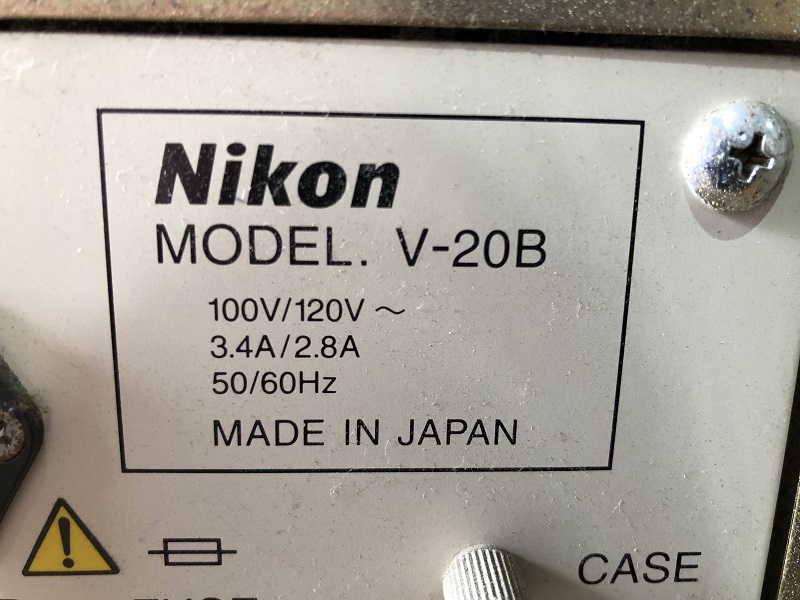 Nikon
MODEL. V-20B
100V/120V ～
3.4A/2.8A
50/60Hz
MADE IN JAPAN
CASE